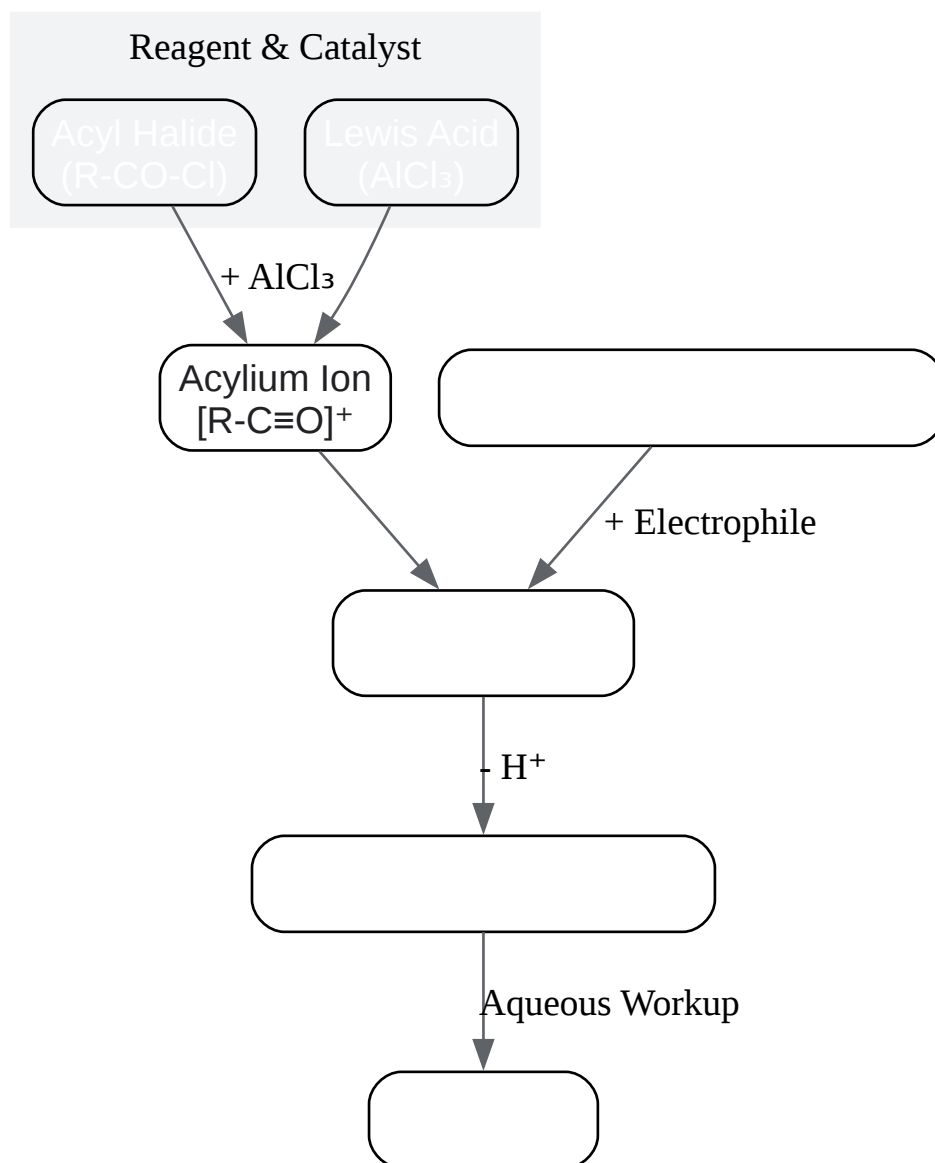 Reagent & Catalyst
Acyl Halide
(R-CO-Cl)
Lewis Acid
(AlCl₃)
+ AlCl₃
Acylium Ion
[R-C≡O]⁺
+ Electrophile
- H⁺
Aqueous Workup